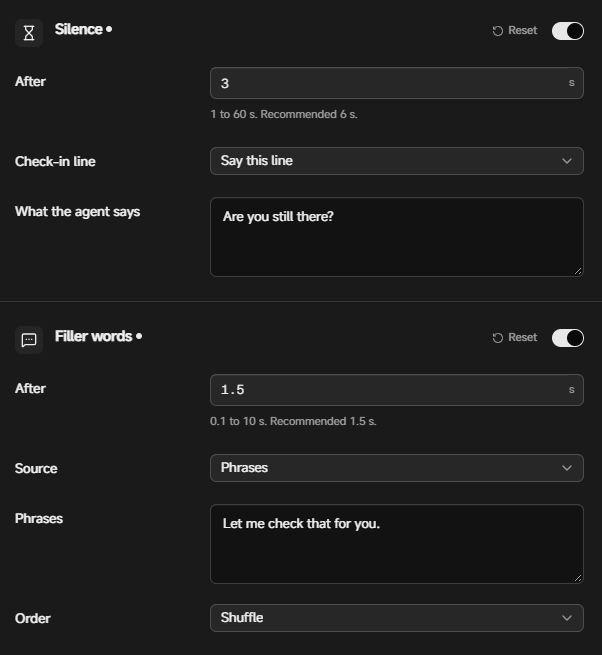 Silence •
Reset
After
3
s
1 to 60 s. Recommended 6 s.
Check-in line
Say this line
What the agent says
Are you still there?
Filler words •
Reset
After
1.5
s
0.1 to 10 s. Recommended 1.5 s.
Source
Phrases
Phrases
Let me check that for you.
Order
Shuffle